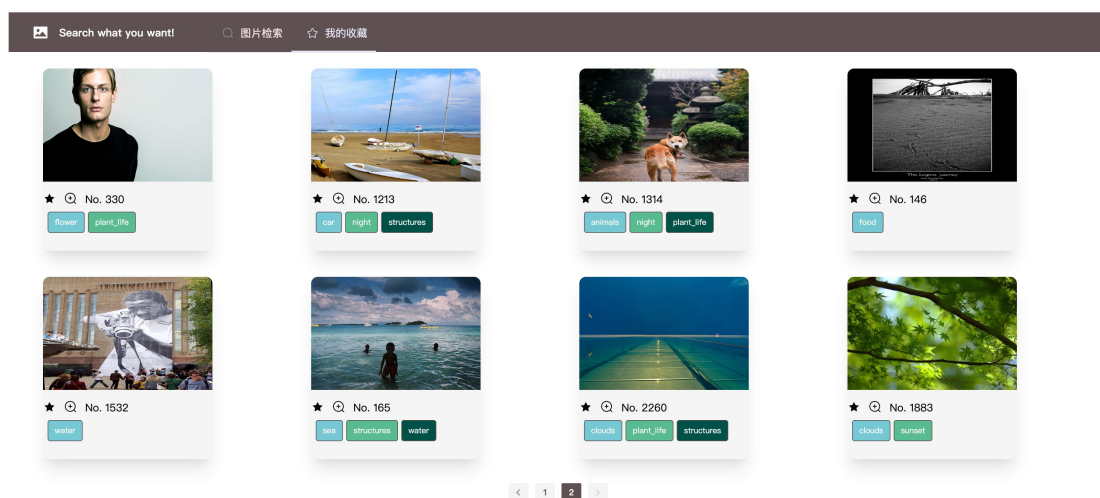 Search what you want! 图片检索 我的收藏
No. 330 No. 1213 No. 1314 No. 146
flower plant_life car night structures animals night plant_life food
No. 1532 No. 165 No. 2260 No. 1883
water sea structures water clouds plant_life structures clouds sunset
< 1 2 >